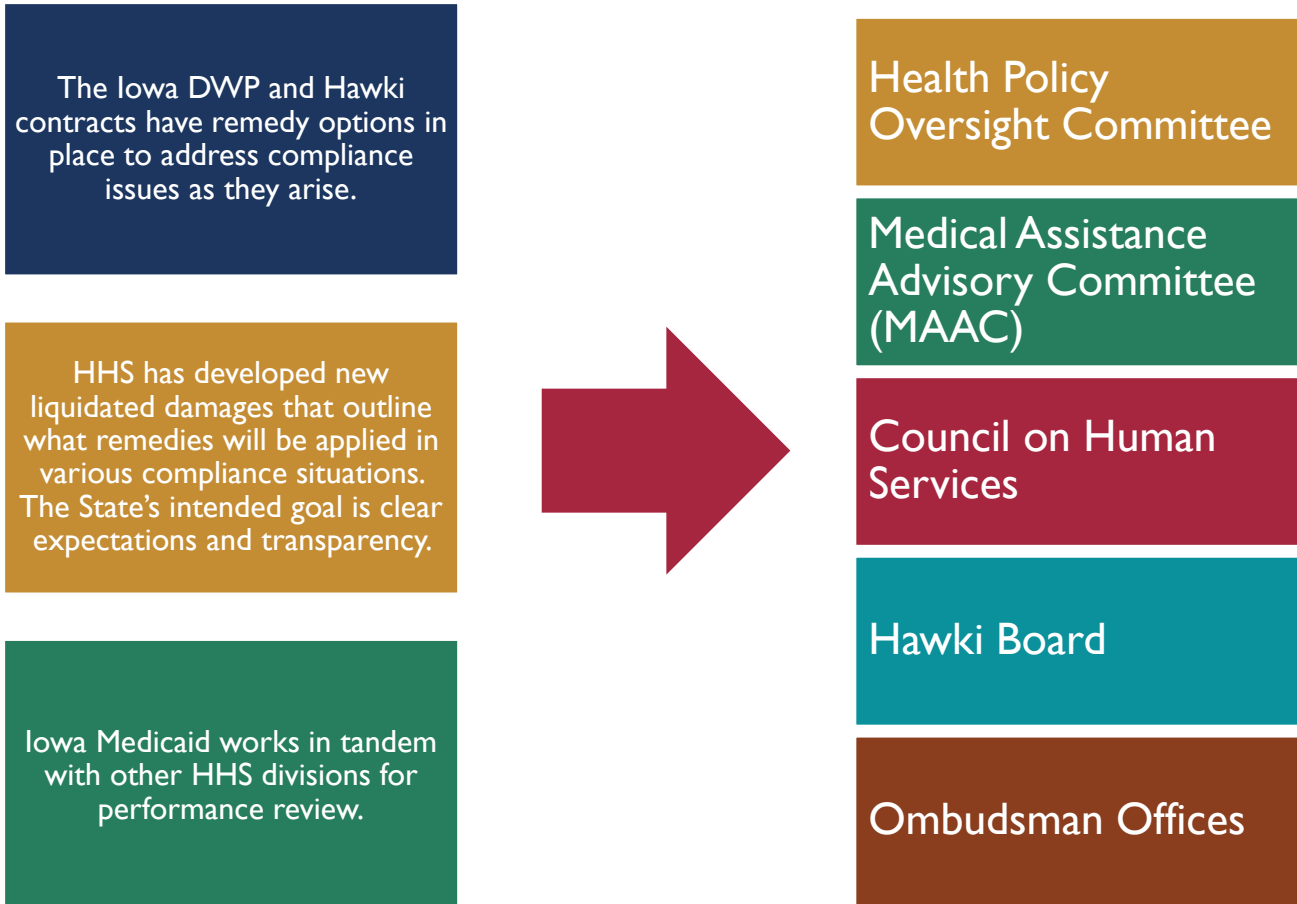 The Iowa DWP and Hawki
contracts have remedy options in
place to address compliance
issues as they arise.
HHS has developed new
liquidated damages that outline
what remedies will be applied in
various compliance situations.
The State’s intended goal is clear
expectations and transparency.
Iowa Medicaid works in tandem
with other HHS divisions for
performance review.
Health Policy
Oversight Committee
Medical Assistance
Advisory Committee
(MAAC)
Council on Human
Services
Hawki Board
Ombudsman Offices